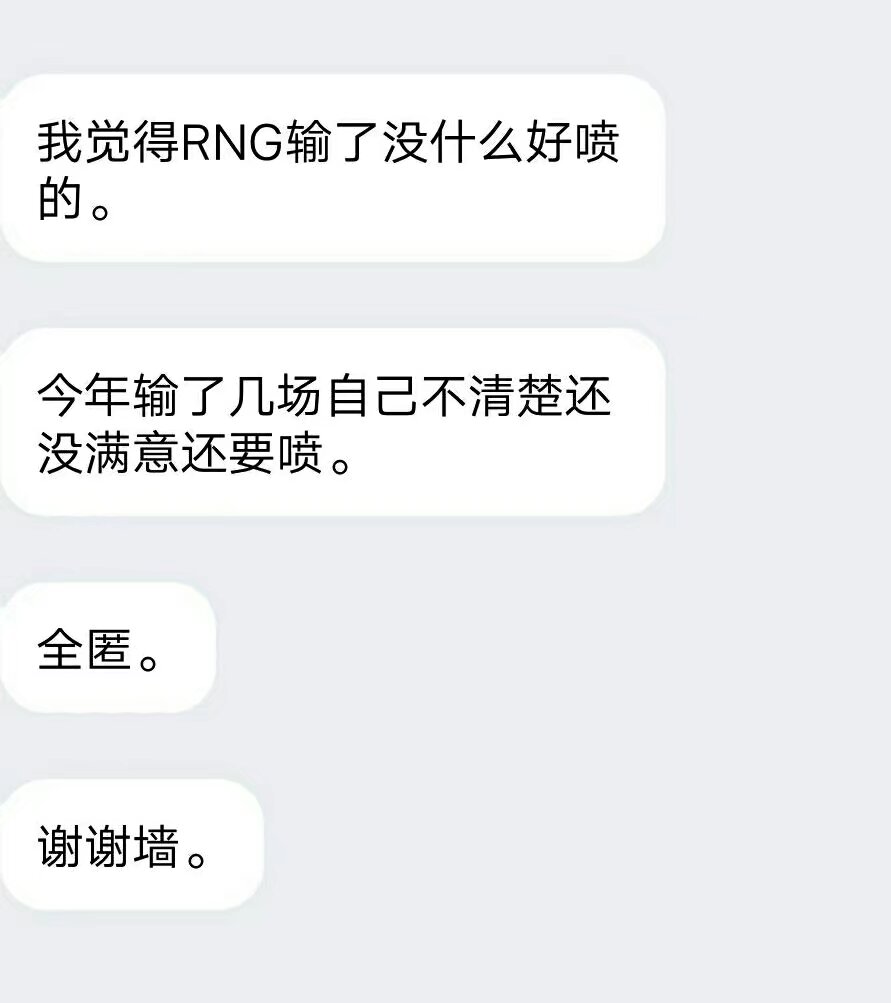 我觉得RNG输了没什么好喷
的。
今年输了几场自己不清楚还
没满意还要喷。
全匿。
谢谢墙。